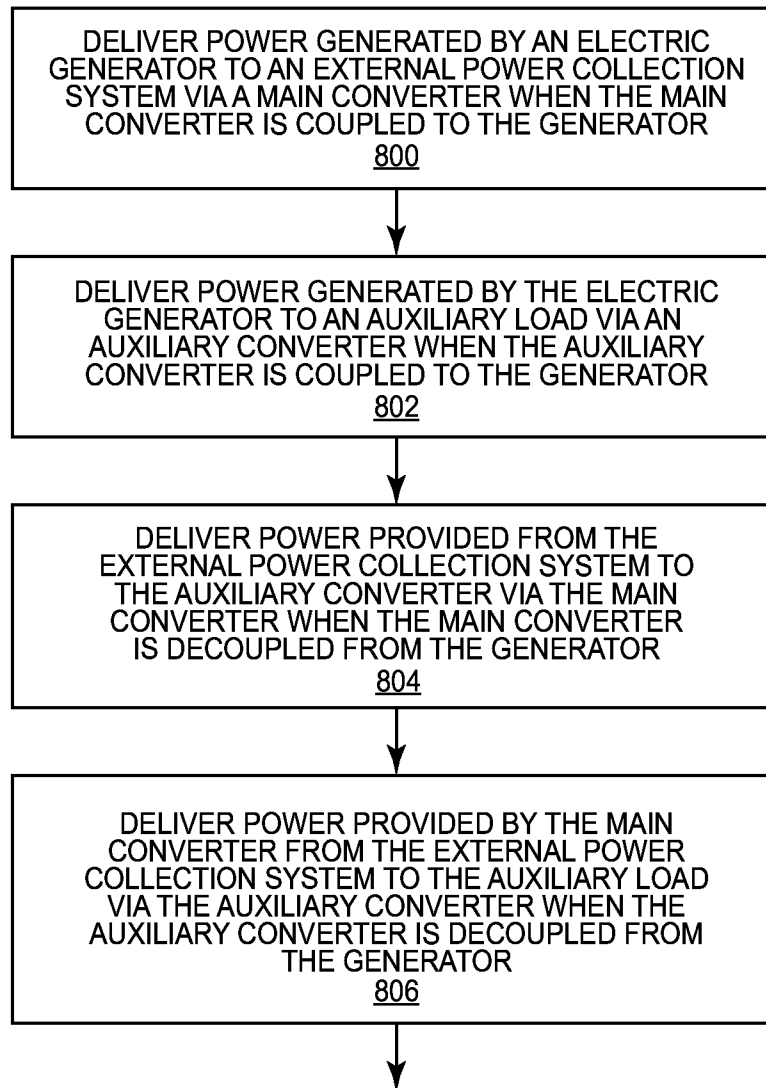 DELIVER POWER GENERATED BY AN ELECTRIC
GENERATOR TO AN EXTERNAL POWER COLLECTION
SYSTEM VIA A MAIN CONVERTER WHEN THE MAIN
CONVERTER IS COUPLED TO THE GENERATOR
800
DELIVER POWER GENERATED BY THE ELECTRIC
GENERATOR TO AN AUXILIARY LOAD VIA AN
AUXILIARY CONVERTER WHEN THE AUXILIARY
CONVERTER IS COUPLED TO THE GENERATOR
802
DELIVER POWER PROVIDED FROM THE
EXTERNAL POWER COLLECTION SYSTEM TO
THE AUXILIARY CONVERTER VIA THE MAIN
CONVERTER WHEN THE MAIN CONVERTER
IS DECOUPLED FROM THE GENERATOR
804
DELIVER POWER PROVIDED BY THE MAIN
CONVERTER FROM THE EXTERNAL POWER
COLLECTION SYSTEM TO THE AUXILIARY LOAD
VIA THE AUXILIARY CONVERTER WHEN THE
AUXILIARY CONVERTER IS DECOUPLED FROM
THE GENERATOR
806